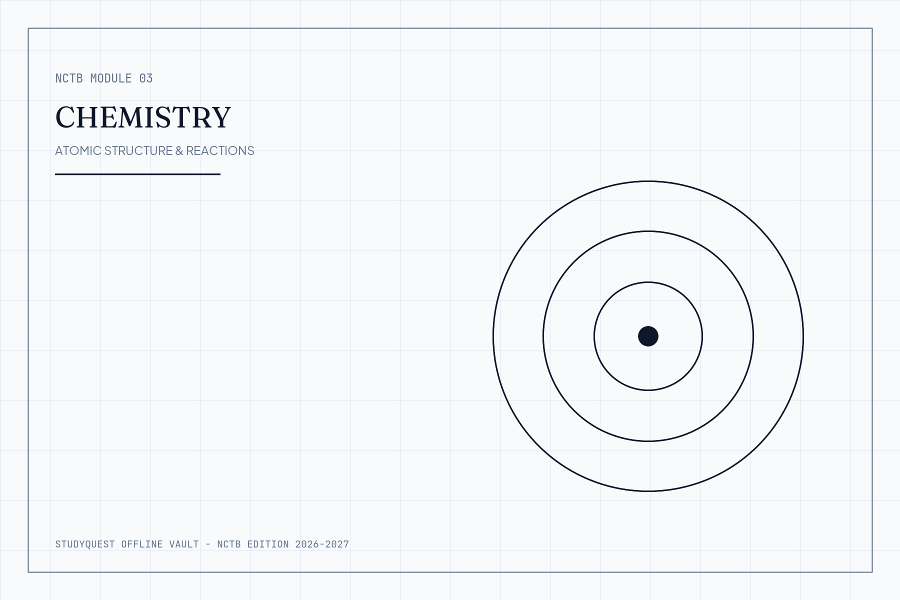 NCTB MODULE 03
CHEMISTRY
ATOMIC STRUCTURE & REACTIONS
STUDYQUEST OFFLINE VAULT - NCTB EDITION 2026-2027